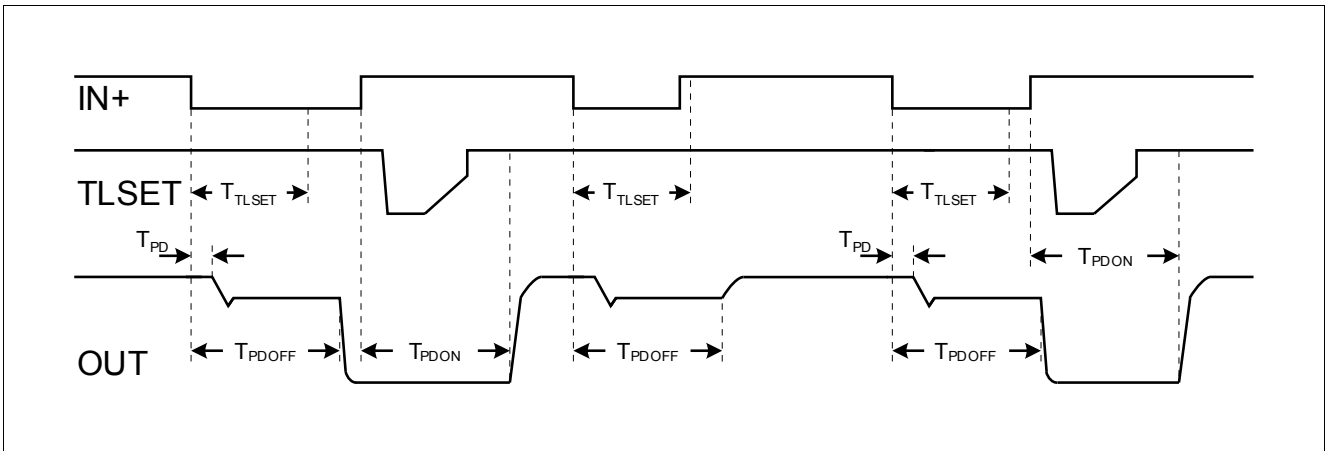 IN+
TLSET T_TLSET T_TLSET T_TLSET
T_PD T_PD T_PDON
OUT T_PDOFF T_PDON T_PDOFF T_PDOFF